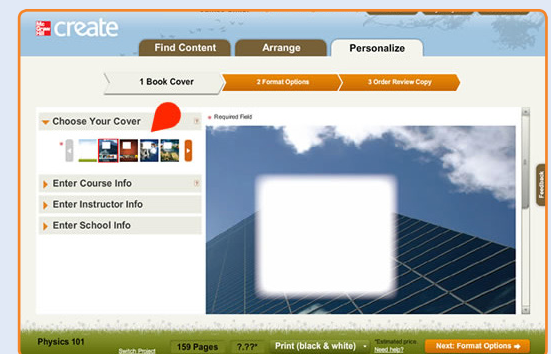 create
Find Content
Arrange
Personalize
1 Book Cover
2 Format Options
3 Order Review Copy
Choose Your Cover
?
* Required Field
*
Enter Course Info
?
Enter Instructor Info
Enter School Info
Feedback
Physics 101
Switch Project
159 Pages
?.??*
Print (black & white)
*Estimated price.
Need help?
Next: Format Options